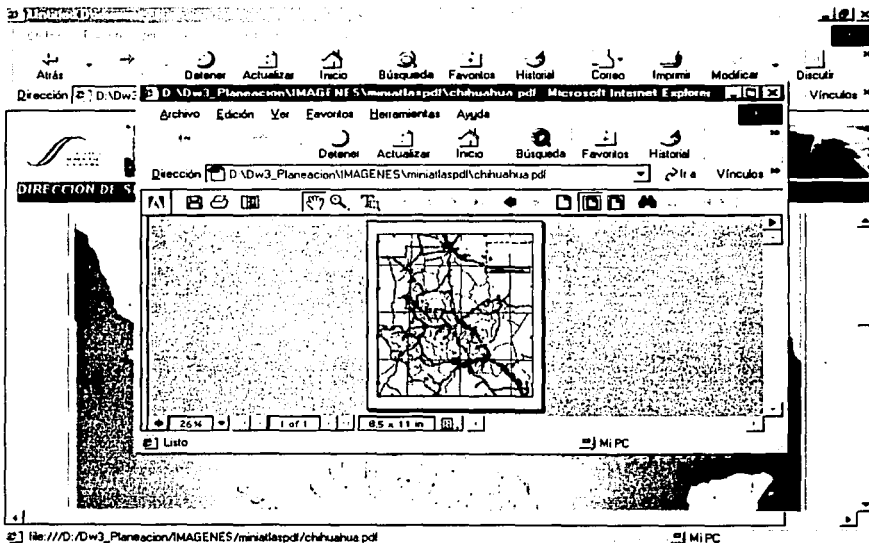 Atrás Detener Actualizar Inicio Búsqueda Favoritos Historial Correo Imprimir Modificar Discutir
Dirección D:\Dw3 Vínculos »
D:\Dw3_Planeacion\IMAGENES\miniatlaspdf\chihuahua.pdf - Microsoft Internet Explorer
Archivo Edición Ver Favoritos Herramientas Ayuda
Detener Actualizar Inicio Búsqueda Favoritos Historial »
Dirección D:\Dw3_Planeacion\IMAGENES\miniatlaspdf\chihuahua.pdf Ir a Vínculos »
DIRECCION DE
26% 1 of 1 8.5 x 11 in
Listo Mi PC
file:///D:/Dw3_Planeacion/IMAGENES/miniatlaspdf/chihuahua.pdf Mi PC